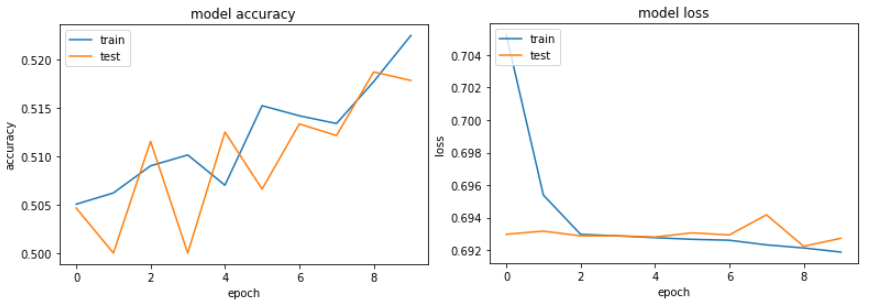 model accuracy
train
test
0.520
0.515
0.510
0.505
0.500
accuracy
0 2 4 6 8
epoch
model loss
train
test
0.704
0.702
0.700
0.698
0.696
0.694
0.692
loss
0 2 4 6 8
epoch